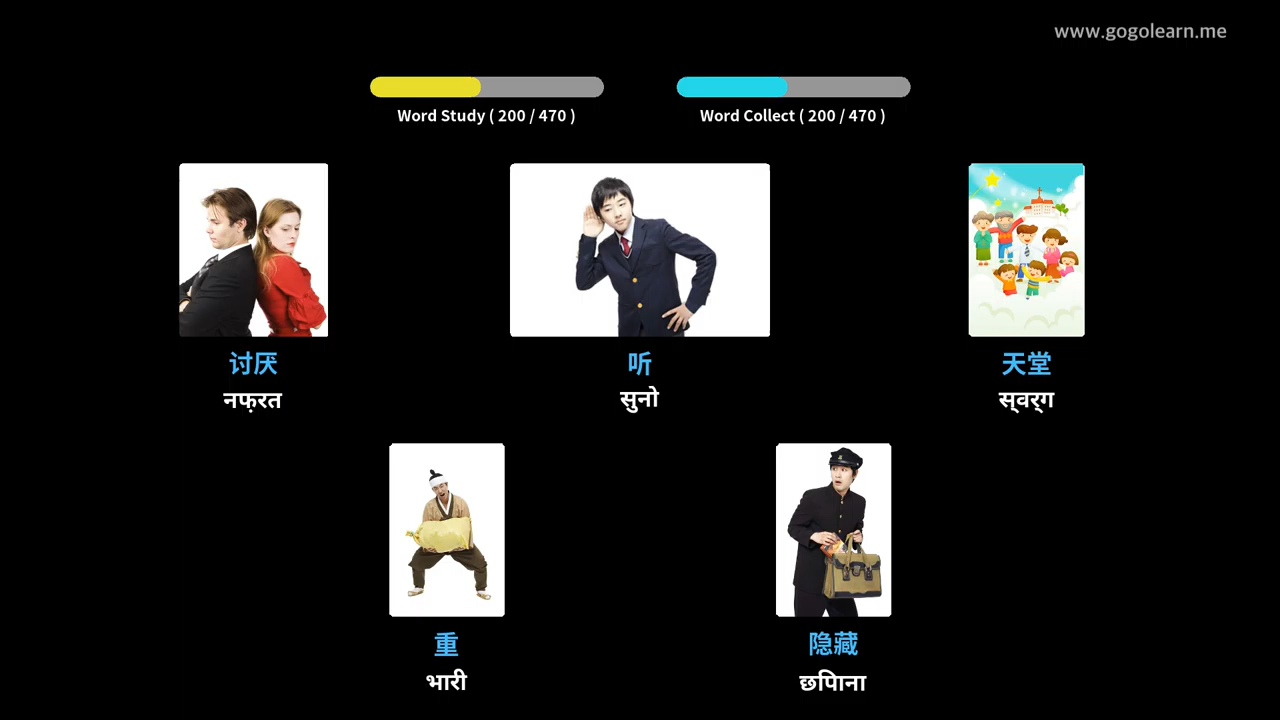 www.gogolearn.me
Word Study ( 200 / 470 )
Word Collect ( 200 / 470 )
讨厌
नफ़रत
听
सुनो
天堂
स्वर्ग
重
भारी
隐藏
छिपाना